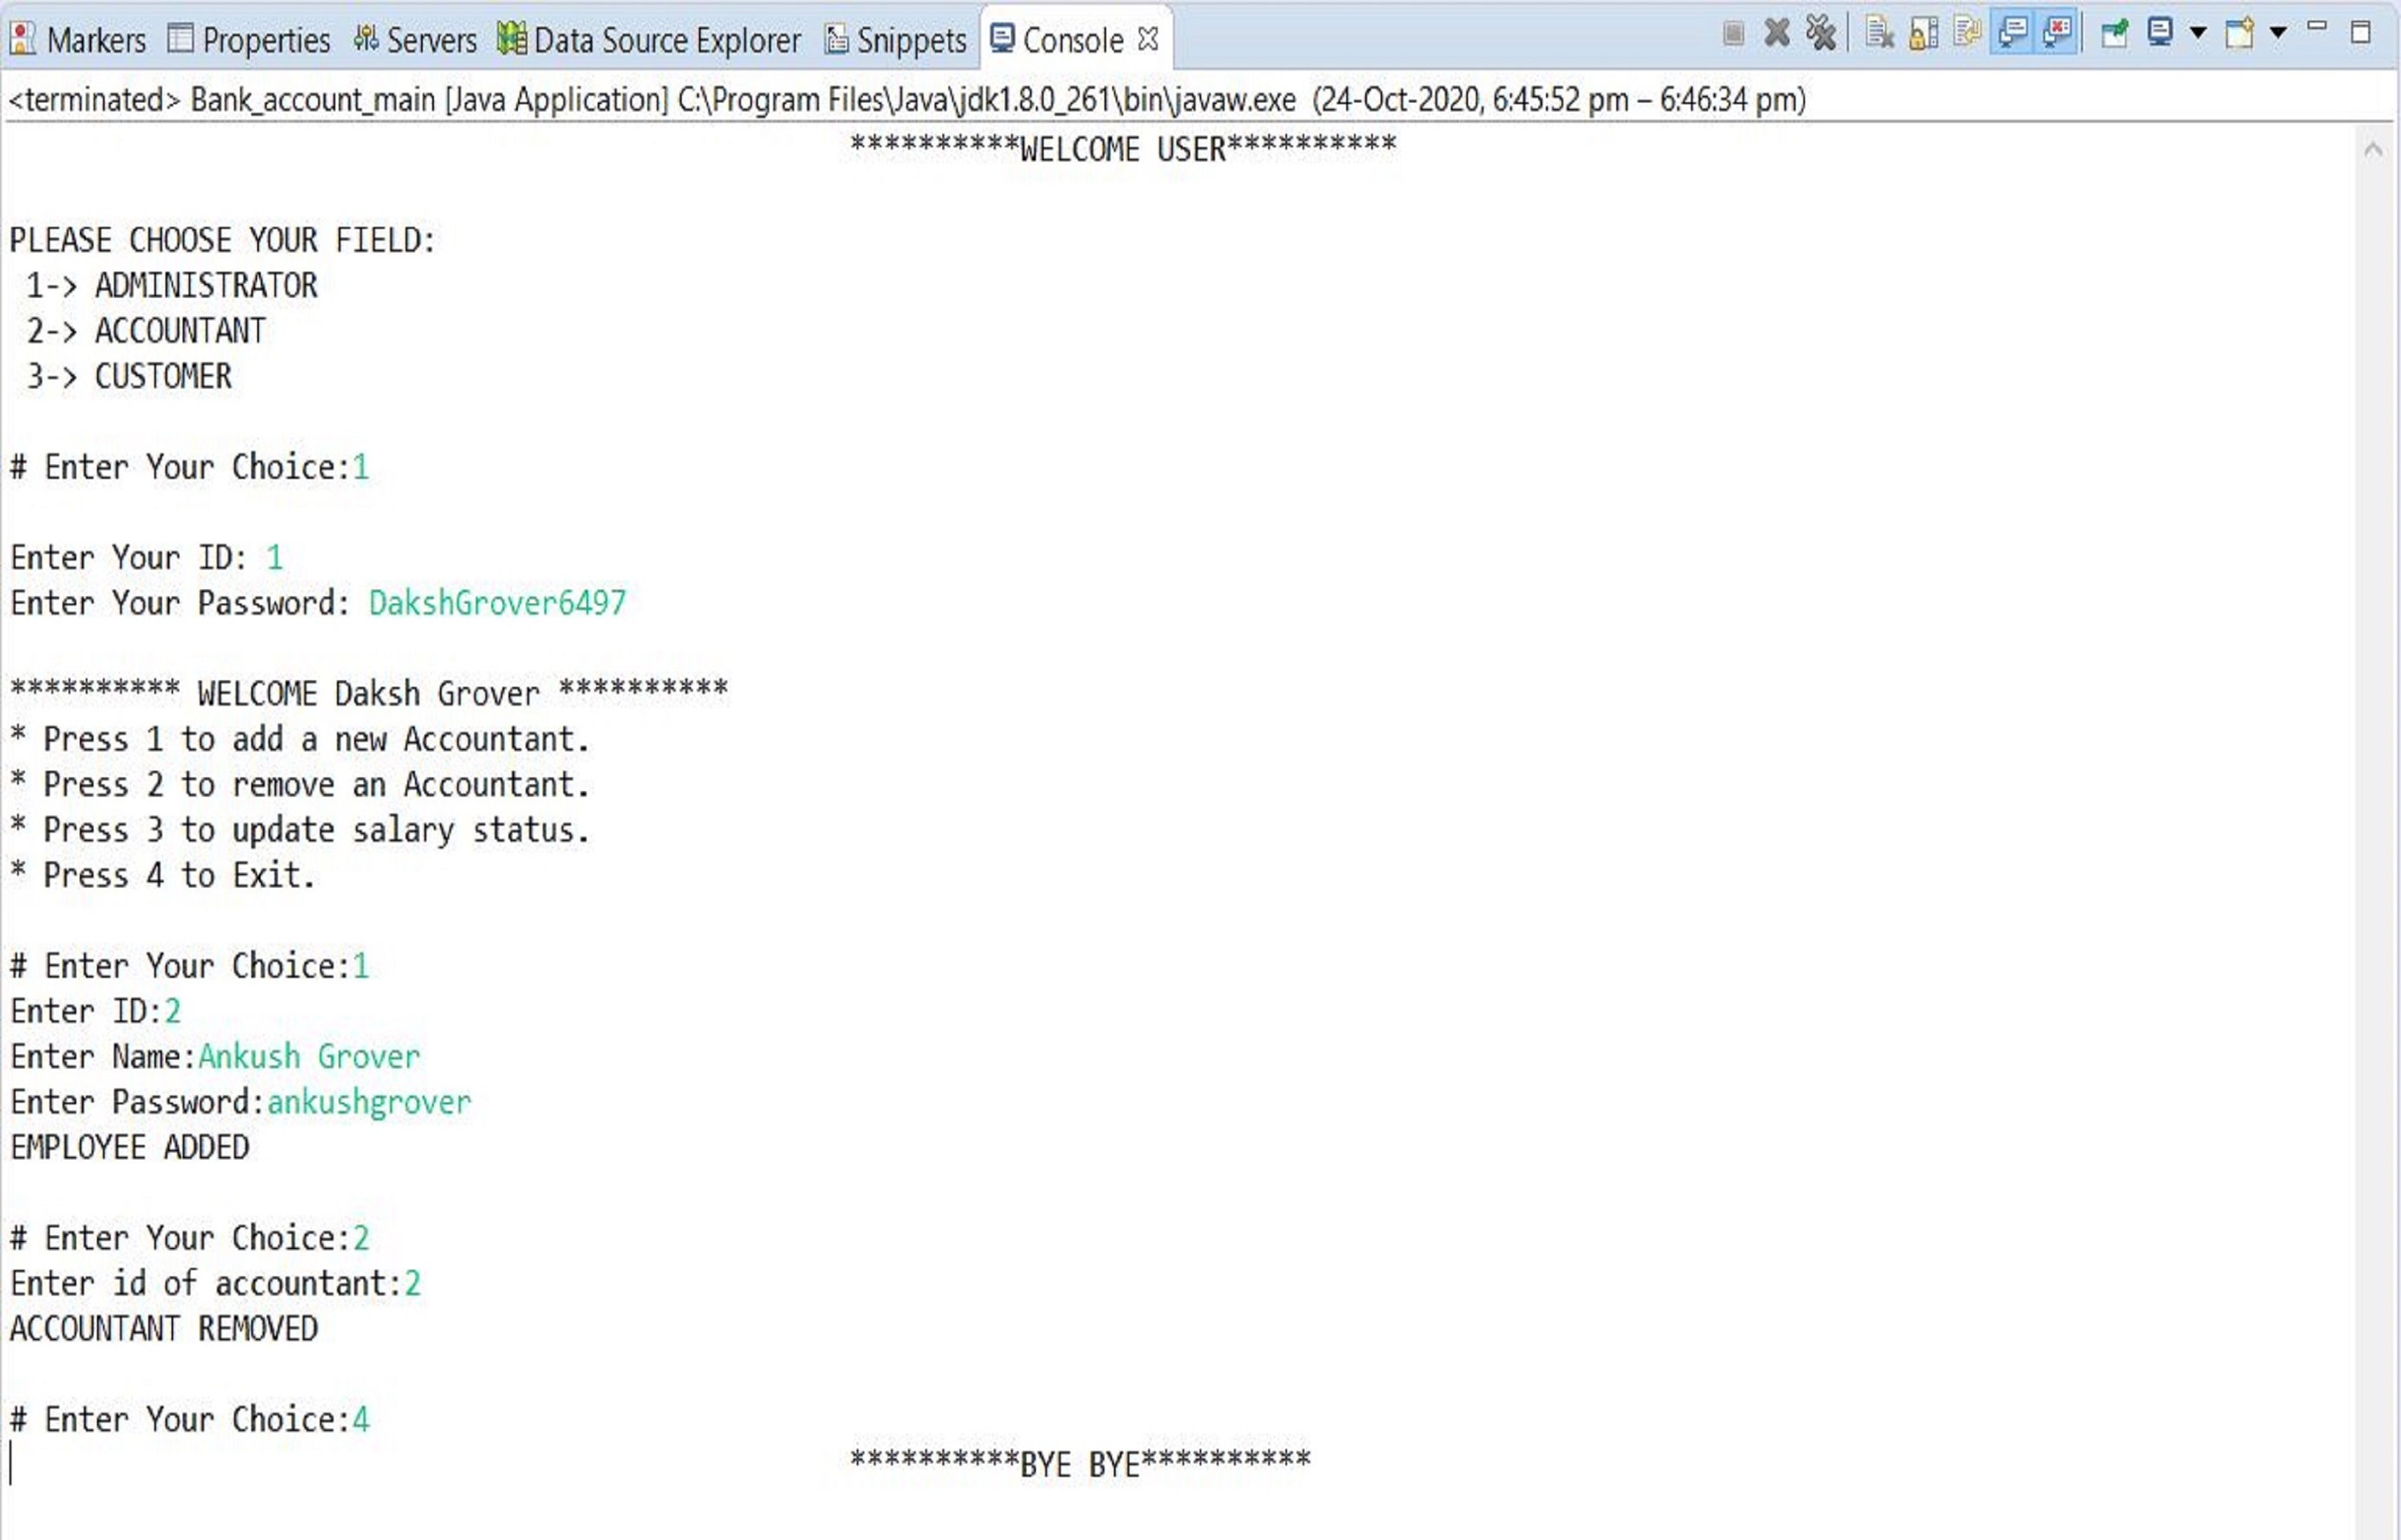 Markers Properties Servers Data Source Explorer Snippets Console
<terminated> Bank_account_main [Java Application] C:\Program Files\Java\jdk1.8.0_261\bin\javaw.exe (24-Oct-2020, 6:45:52 pm – 6:46:34 pm)
**********WELCOME USER**********
PLEASE CHOOSE YOUR FIELD:
1-> ADMINISTRATOR
2-> ACCOUNTANT
3-> CUSTOMER
# Enter Your Choice:1
Enter Your ID: 1
Enter Your Password: DakshGrover6497
********** WELCOME Daksh Grover **********
* Press 1 to add a new Accountant.
* Press 2 to remove an Accountant.
* Press 3 to update salary status.
* Press 4 to Exit.
# Enter Your Choice:1
Enter ID:2
Enter Name:Ankush Grover
Enter Password:ankushgrover
EMPLOYEE ADDED
# Enter Your Choice:2
Enter id of accountant:2
ACCOUNTANT REMOVED
# Enter Your Choice:4
**********BYE BYE**********